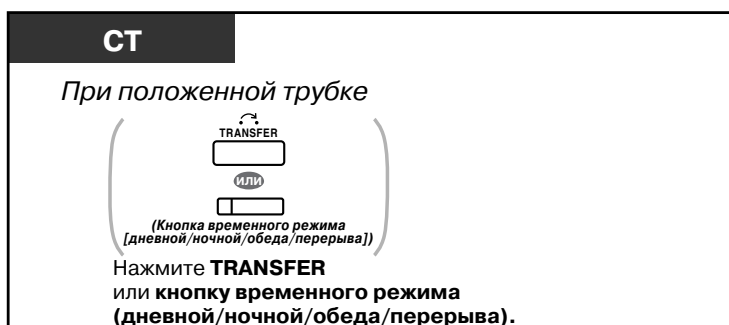 СТ
При положенной трубке
TRANSFER
или
(Кнопка временного режима
[дневной/ночной/обеда/перерыва])
Нажмите TRANSFER
или кнопку временного режима
(дневной/ночной/обеда/перерыва).